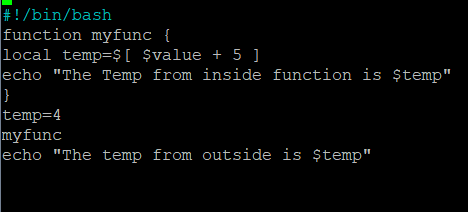 #!/bin/bash
function myfunc {
local temp=$[ $value + 5 ]
echo "The Temp from inside function is $temp"
}
temp=4
myfunc
echo "The temp from outside is $temp"